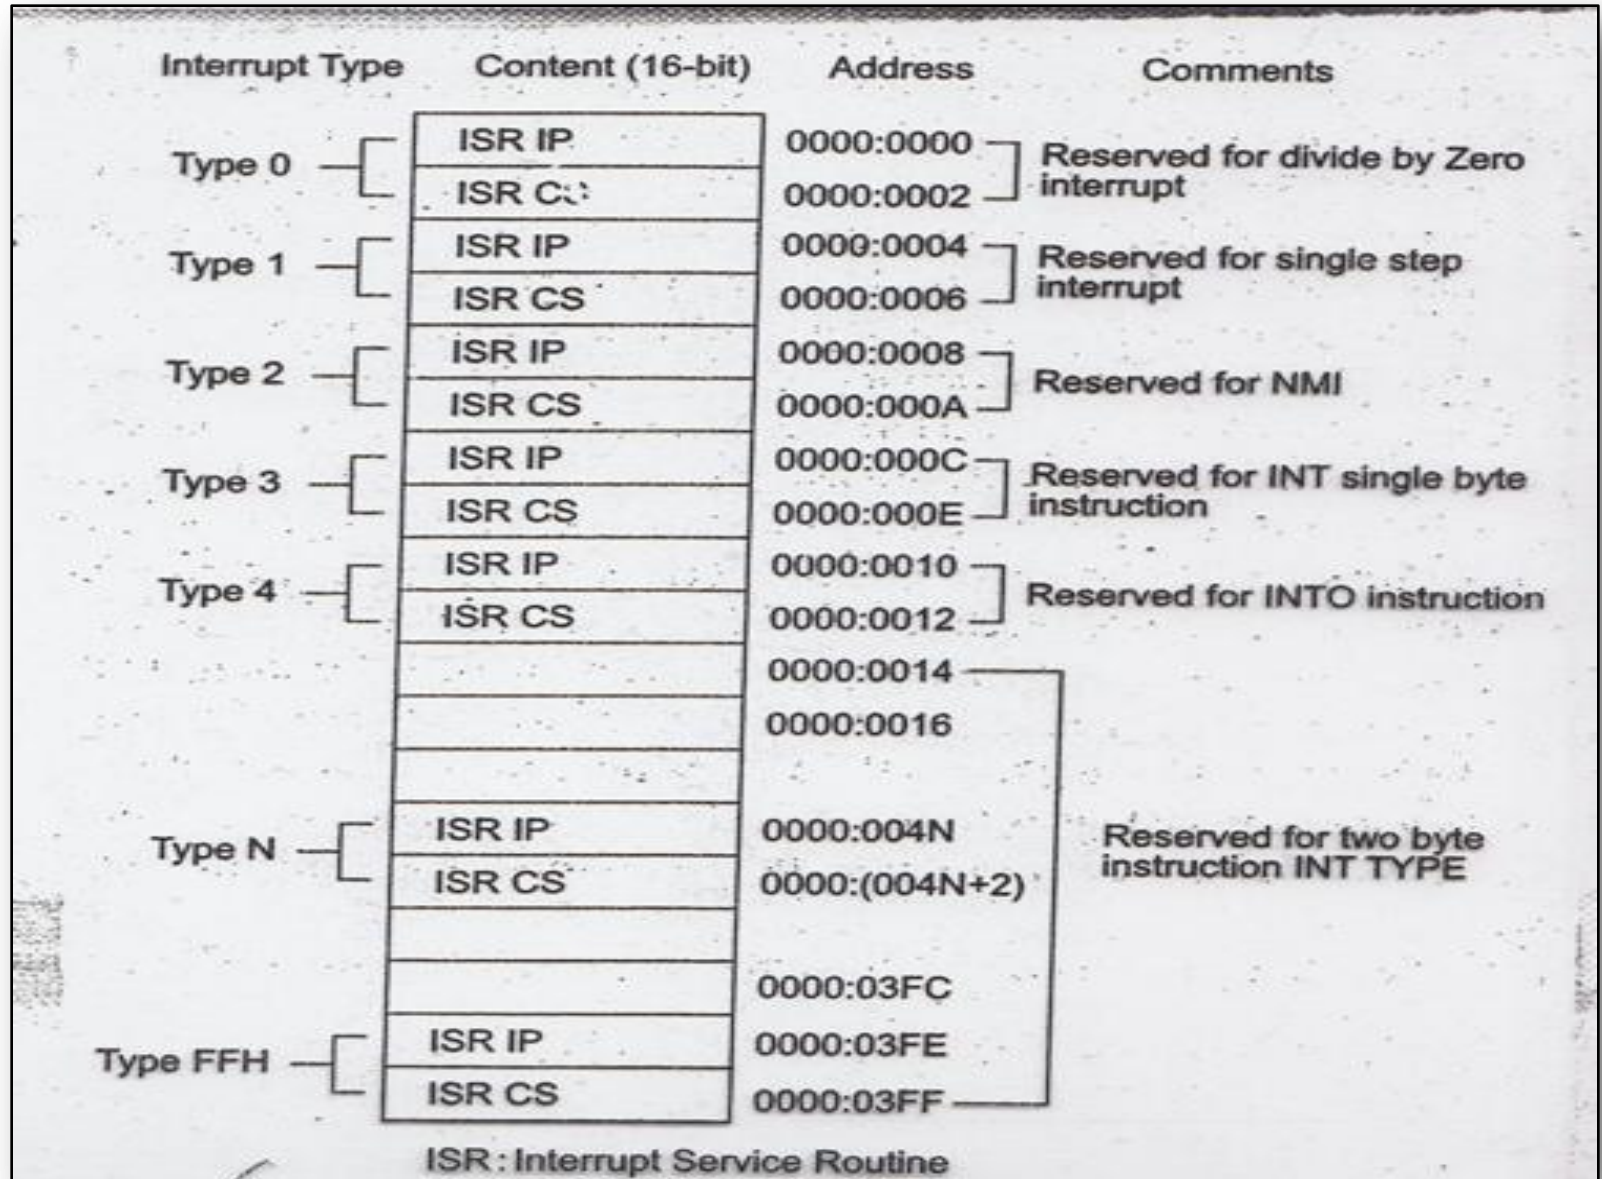 Interrupt Type Content (16-bit) Address Comments
ISR IP 0000:0000
Type 0 Reserved for divide by Zero
interrupt
ISR CS 0000:0002
ISR IP 0000:0004
Type 1 Reserved for single step
interrupt
ISR CS 0000:0006
ISR IP 0000:0008
Type 2 Reserved for NMI
ISR CS 0000:000A
ISR IP 0000:000C
Type 3 Reserved for INT single byte
instruction
ISR CS 0000:000E
ISR IP 0000:0010
Type 4 Reserved for INTO instruction
ISR CS 0000:0012
0000:0014
0000:0016
ISR IP 0000:004N
Type N Reserved for two byte
instruction INT TYPE
ISR CS 0000:(004N+2)
0000:03FC
ISR IP 0000:03FE
Type FFH
ISR CS 0000:03FF
ISR : Interrupt Service Routine